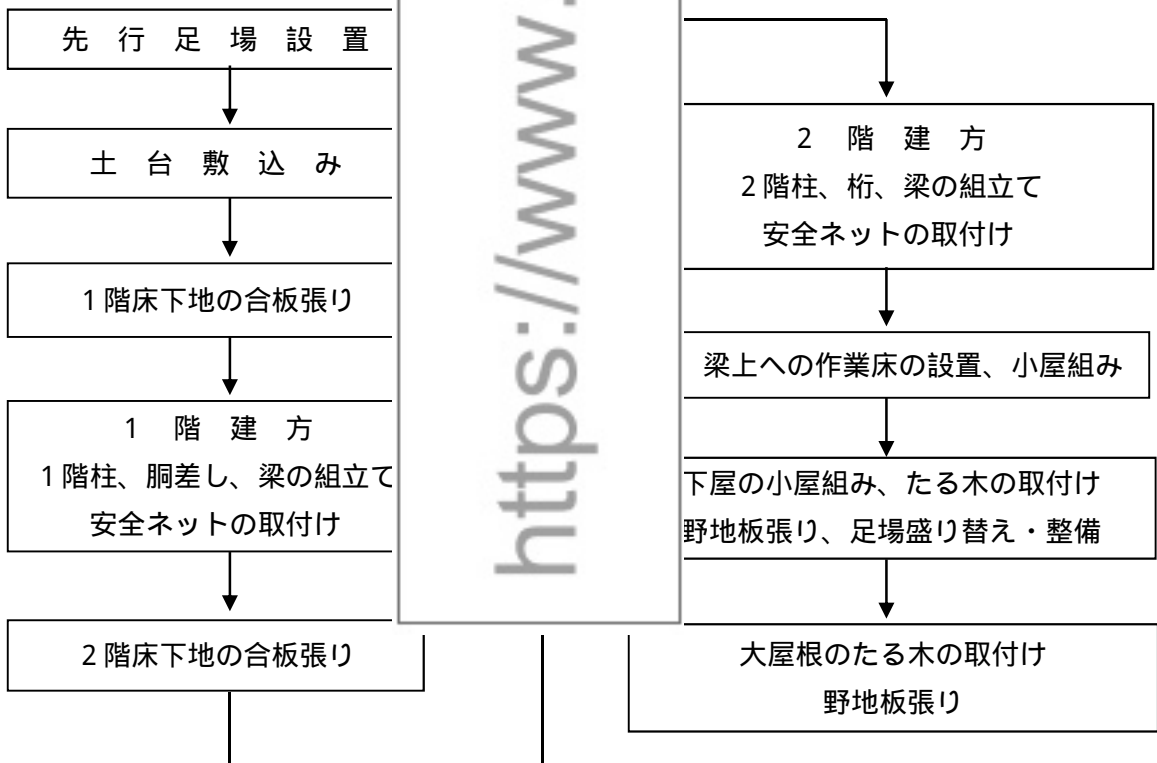 先行足場設置
土台敷込み
1階床下地の合板張り
1階建方
1階柱、胴差し、梁の組立て
安全ネットの取付け
2階床下地の合板張り
https://www.
2階建方
2階柱、桁、梁の組立て
安全ネットの取付け
梁上への作業床の設置、小屋組み
下屋の小屋組み、たる木の取付け
野地板張り、足場盛り替え・整備
大屋根のたる木の取付け
野地板張り